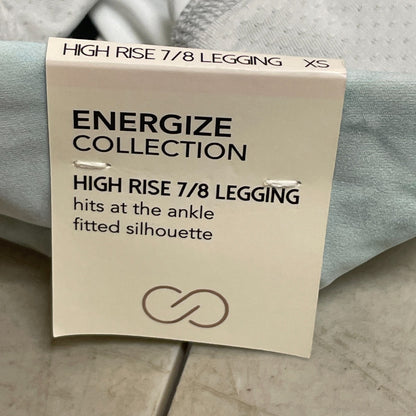 HIGH RISE 7/8 LEGGING XS
ENERGIZE
COLLECTION
HIGH RISE 7/8 LEGGING
hits at the ankle
fitted silhouette